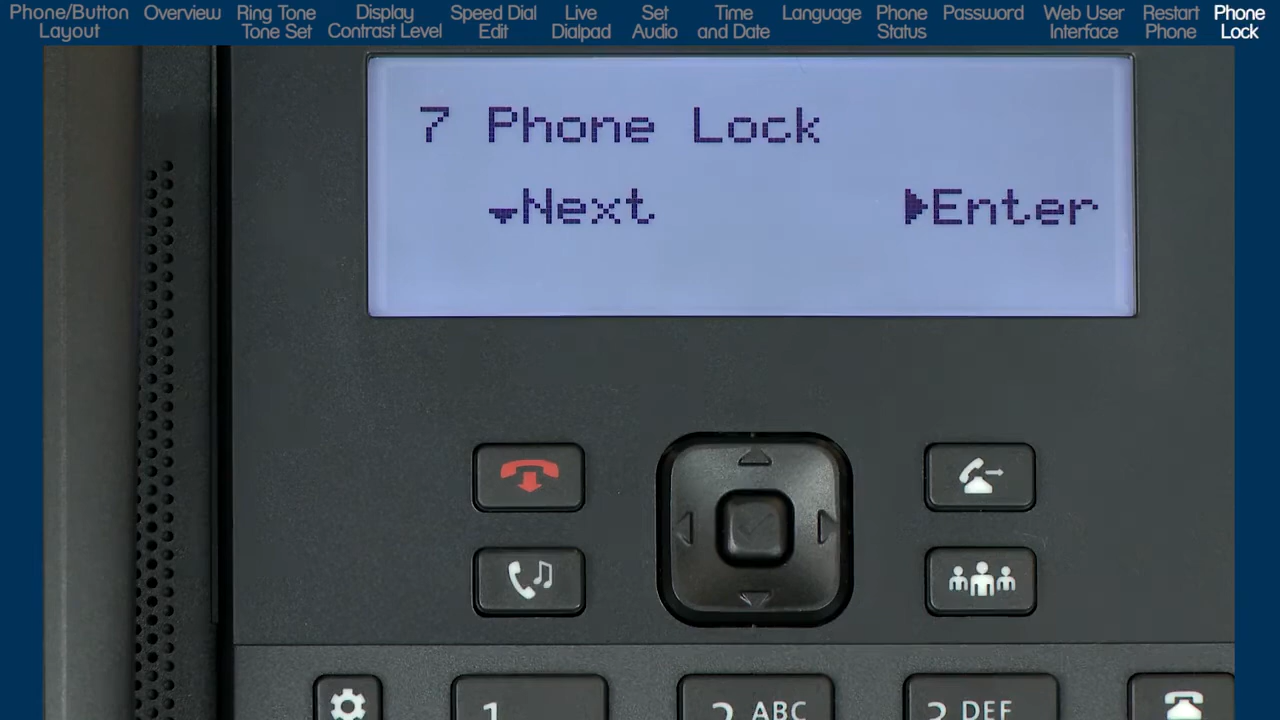 Phone/Button
Layout
Overview
Ring Tone
Tone Set
Display
Contrast Level
Speed Dial
Edit
Live
Dialpad
Set
Audio
Time
and Date
Language
Phone
Status
Password
Web User
Interface
Restart
Phone
Phone
Lock
7 Phone Lock
Next Enter
1 2 ABC 3 DEF